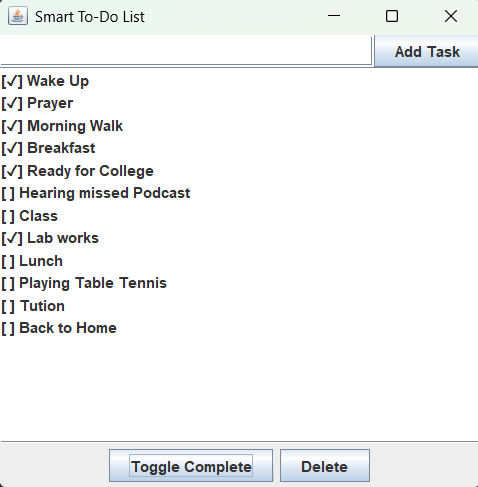 Smart To-Do List
Add Task
[✓] Wake Up
[✓] Prayer
[✓] Morning Walk
[✓] Breakfast
[✓] Ready for College
[ ] Hearing missed Podcast
[ ] Class
[✓] Lab works
[ ] Lunch
[ ] Playing Table Tennis
[ ] Tution
[ ] Back to Home
Toggle Complete Delete